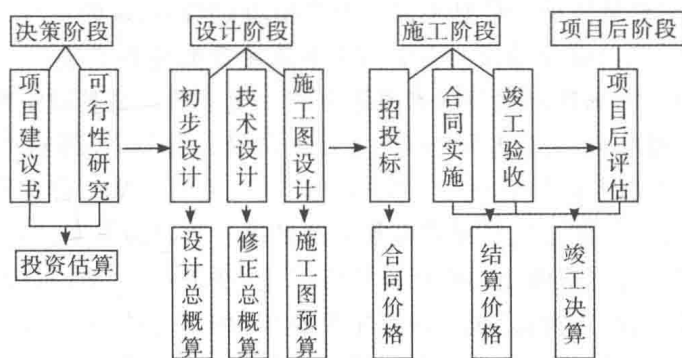 决策阶段
设计阶段
施工阶段
项目后阶段
项目建议书
可行性研究
初步设计
技术设计
施工图设计
招投标
合同实施
竣工验收
项目后评估
投资估算
设计总概算
修正总概算
施工图预算
合同价格
结算价格
竣工决算